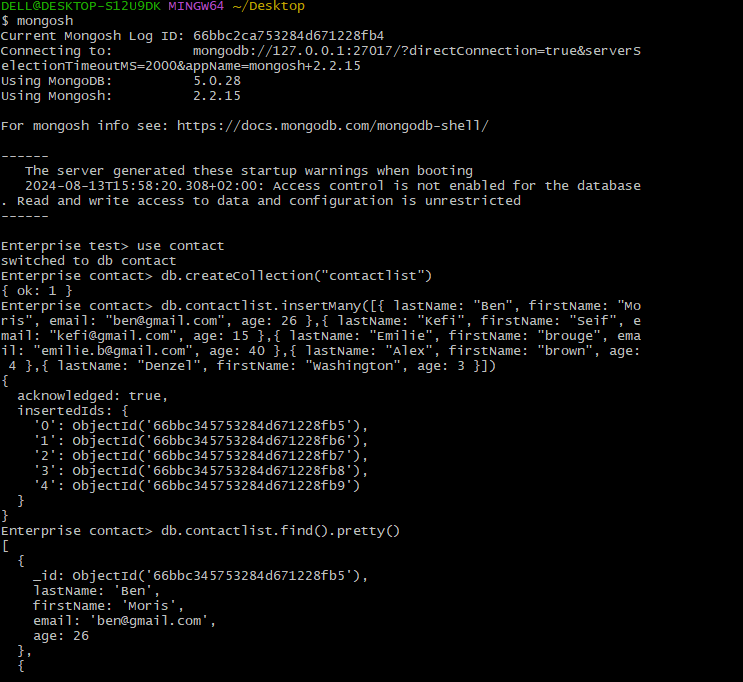 DELL@DESKTOP-S12U9DK MINGW64 ~/Desktop
$ mongosh
Current Mongosh Log ID: 66bbc2ca753284d671228fb4
Connecting to:          mongodb://127.0.0.1:27017/?directConnection=true&serverS
electionTimeoutMS=2000&appName=mongosh+2.2.15
Using MongoDB:          5.0.28
Using Mongosh:          2.2.15
For mongosh info see: https://docs.mongodb.com/mongodb-shell/
------
   The server generated these startup warnings when booting
   2024-08-13T15:58:20.308+02:00: Access control is not enabled for the database
. Read and write access to data and configuration is unrestricted
------
Enterprise test> use contact
switched to db contact
Enterprise contact> db.createCollection("contactlist")
{ ok: 1 }
Enterprise contact> db.contactlist.insertMany([{ lastName: "Ben", firstName: "Mo
ris", email: "ben@gmail.com", age: 26 },{ lastName: "Kefi", firstName: "Seif", e
mail: "kefi@gmail.com", age: 15 },{ lastName: "Emilie", firstName: "brouge", ema
il: "emilie.b@gmail.com", age: 40 },{ lastName: "Alex", firstName: "brown", age:
 4 },{ lastName: "Denzel", firstName: "Washington", age: 3 }])
{
  acknowledged: true,
  insertedIds: {
    '0': ObjectId('66bbc345753284d671228fb5'),
    '1': ObjectId('66bbc345753284d671228fb6'),
    '2': ObjectId('66bbc345753284d671228fb7'),
    '3': ObjectId('66bbc345753284d671228fb8'),
    '4': ObjectId('66bbc345753284d671228fb9')
  }
}
Enterprise contact> db.contactlist.find().pretty()
[
  {
    _id: ObjectId('66bbc345753284d671228fb5'),
    lastName: 'Ben',
    firstName: 'Moris',
    email: 'ben@gmail.com',
    age: 26
  },
  {